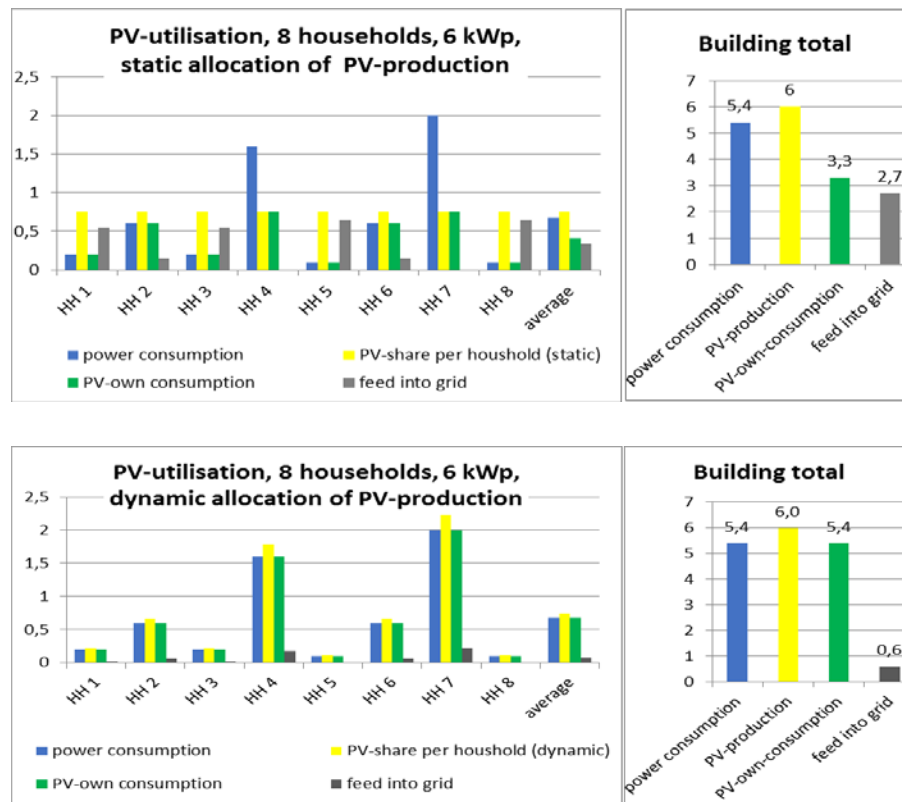 PV-utilisation, 8 households, 6 kWp,
static allocation of PV-production
2,5
2
1,5
1
0,5
0
HH 1
HH 2
HH 3
HH 4
HH 5
HH 6
HH 7
HH 8
average
power consumption
PV-share per houshold (static)
PV-own consumption
feed into grid
Building total
7
6
5
4
3
2
1
0
5,4
6
3,3
2,7
power consumption
PV-production
PV-own-consumption
feed into grid
PV-utilisation, 8 households, 6 kWp,
dynamic allocation of PV-production
2,5
2
1,5
1
0,5
0
HH 1
HH 2
HH 3
HH 4
HH 5
HH 6
HH 7
HH 8
average
power consumption
PV-share per houshold (dynamic)
PV-own consumption
feed into grid
Building total
7
6
5
4
3
2
1
0
5,4
6,0
5,4
0,6
power consumption
PV-production
PV-own-consumption
feed into grid